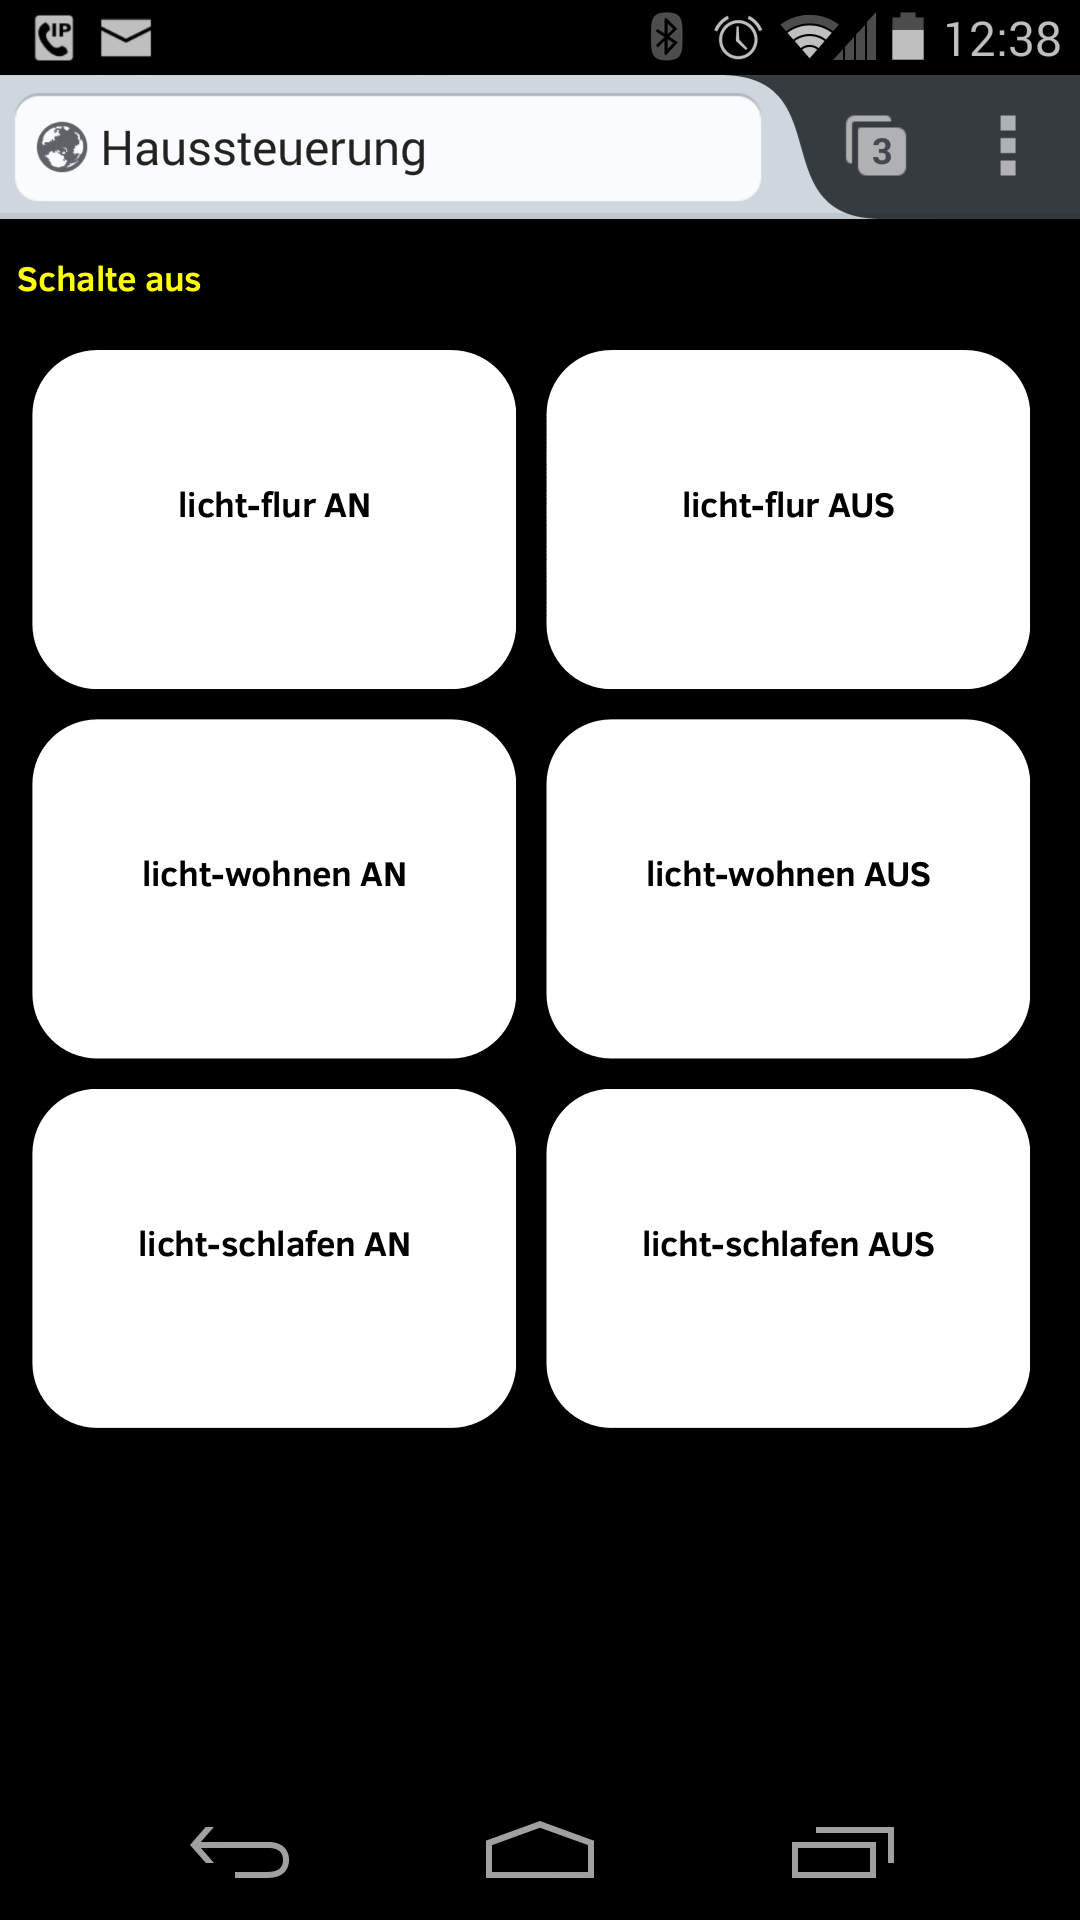 IP
12:38
Haussteuerung
3
Schalte aus
licht-flur AN
licht-flur AUS
licht-wohnen AN
licht-wohnen AUS
licht-schlafen AN
licht-schlafen AUS